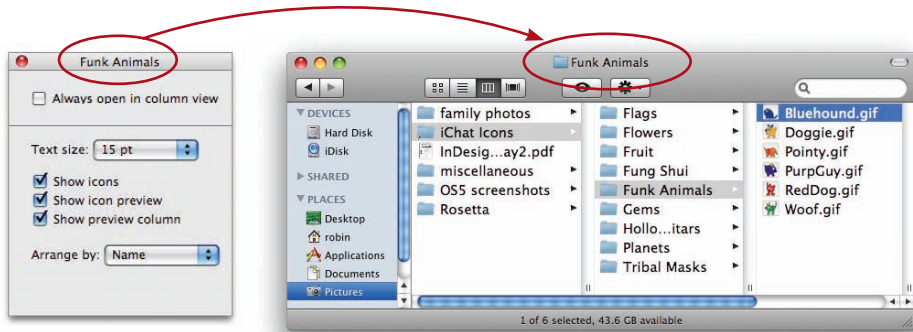 Funk Animals
Always open in column view
Text size: 15 pt
Show icons
Show icon preview
Show preview column
Arrange by: Name
Funk Animals
DEVICES
Hard Disk
iDisk
SHARED
PLACES
Desktop
robin
Applications
Documents
Pictures
family photos
iChat Icons
InDesig...ay2.pdf
miscellaneous
OS5 screenshots
Rosetta
Flags
Flowers
Fruit
Fung Shui
Funk Animals
Gems
Hollo...itars
Planets
Tribal Masks
Bluehound.gif
Doggie.gif
Pointy.gif
PurpGuy.gif
RedDog.gif
Woof.gif
1 of 6 selected, 43.6 GB available